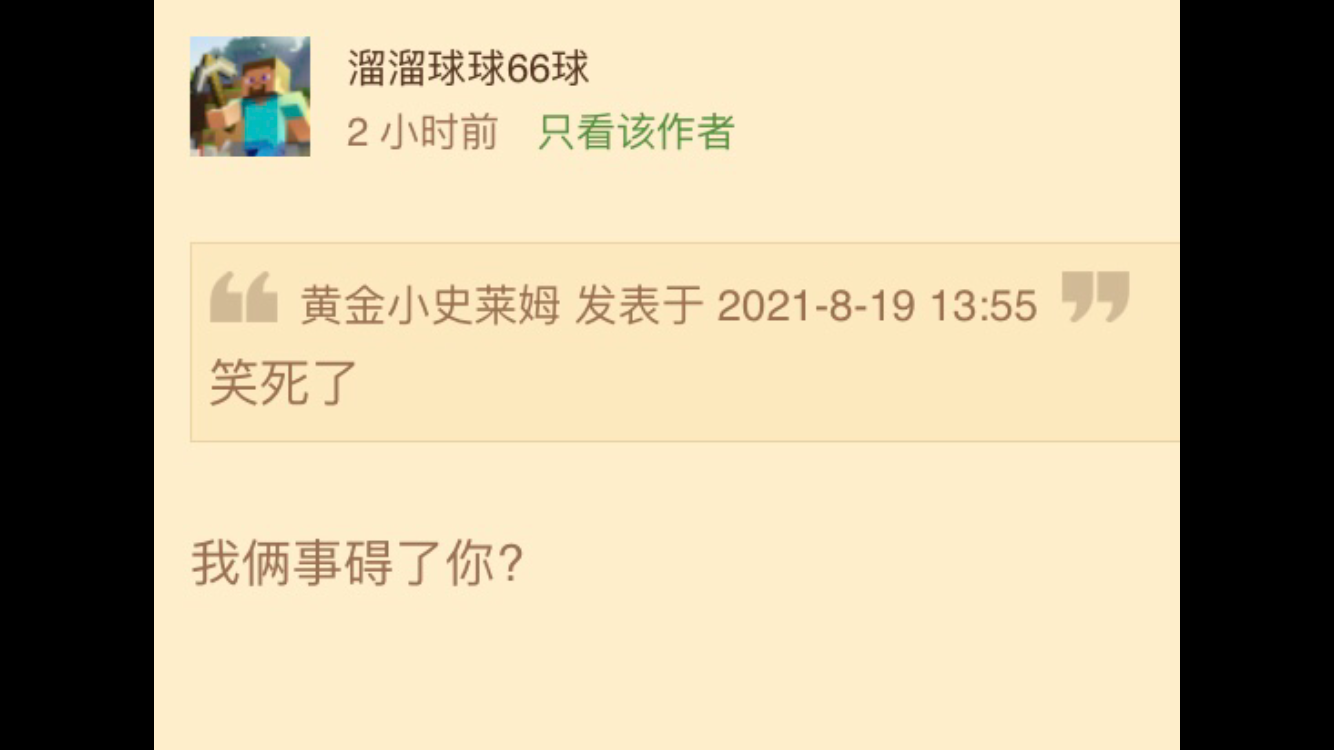 溜溜球球66球
2 小时前 只看该作者
黄金小史莱姆 发表于 2021-8-19 13:55
笑死了
我俩事碍了你?